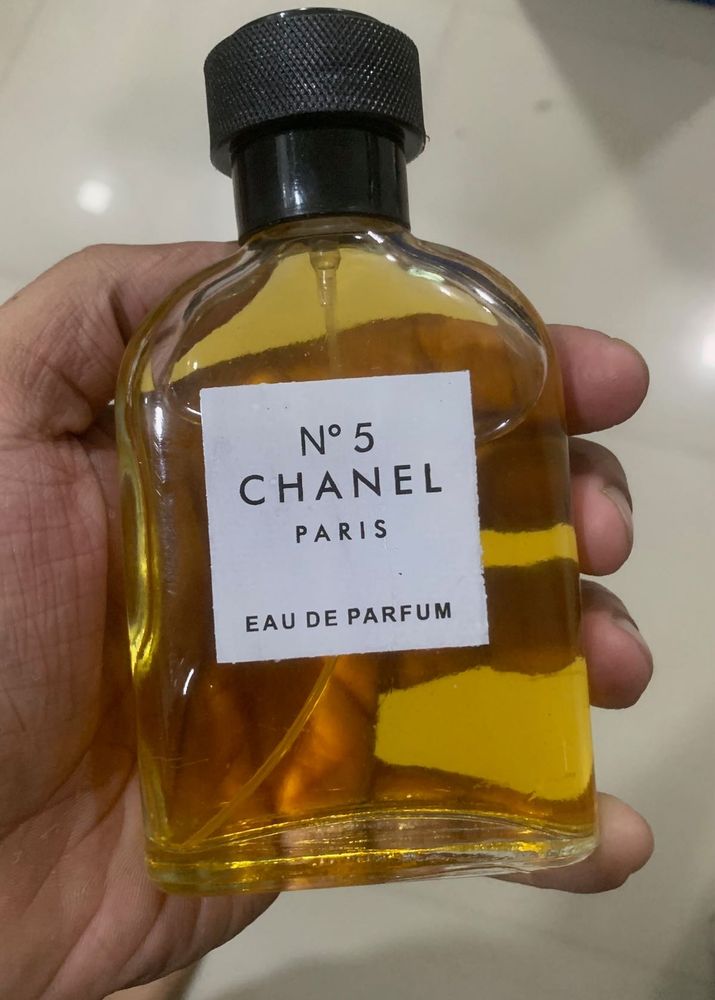 N° 5
CHANEL
PARIS
EAU DE PARFUM